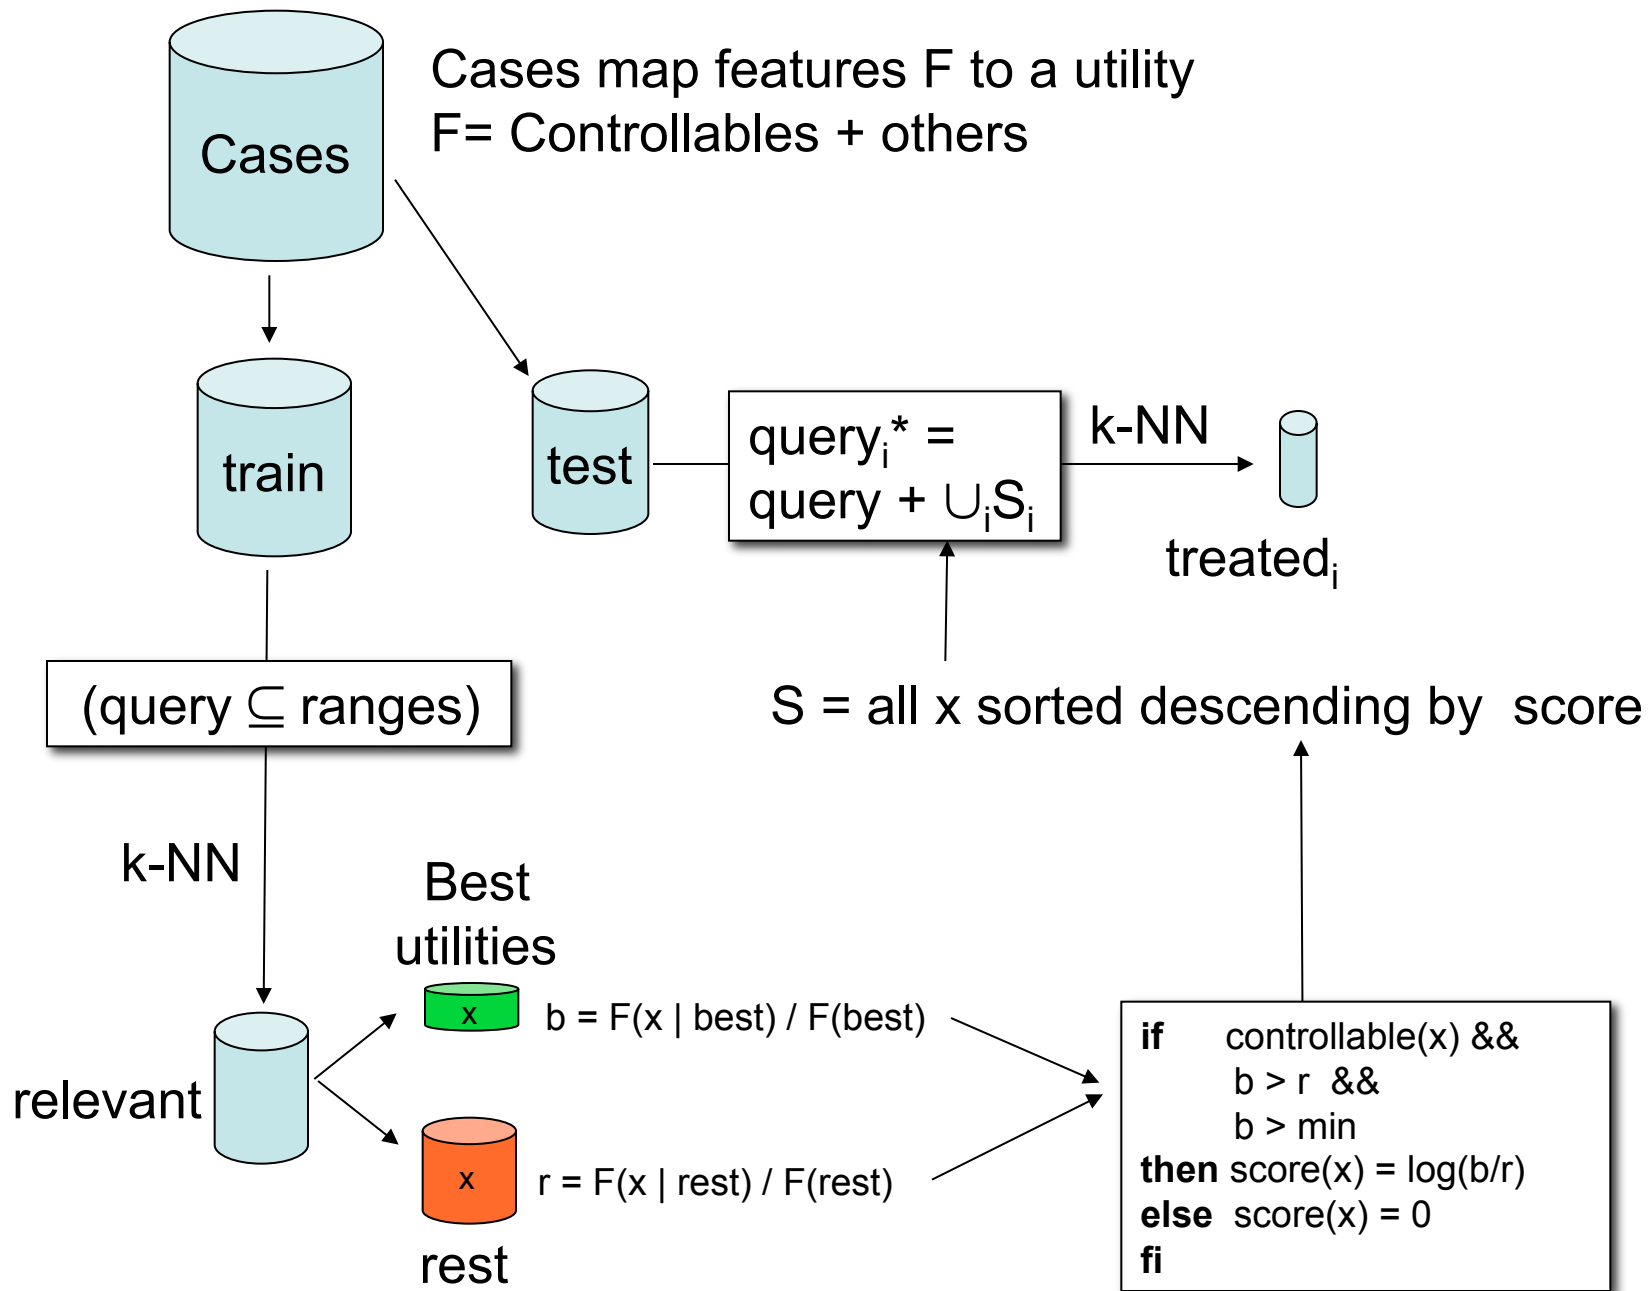 Cases map features F to a utility
F= Controllables + others
Cases
train
test
query_i* =
query + ∪_iS_i
k-NN
treated_i
(query ⊆ ranges)
S = all x sorted descending by score
k-NN
Best
utilities
x
b = F(x | best) / F(best)
relevant
x
r = F(x | rest) / F(rest)
rest
if controllable(x) &&
b > r &&
b > min
then score(x) = log(b/r)
else score(x) = 0
fi